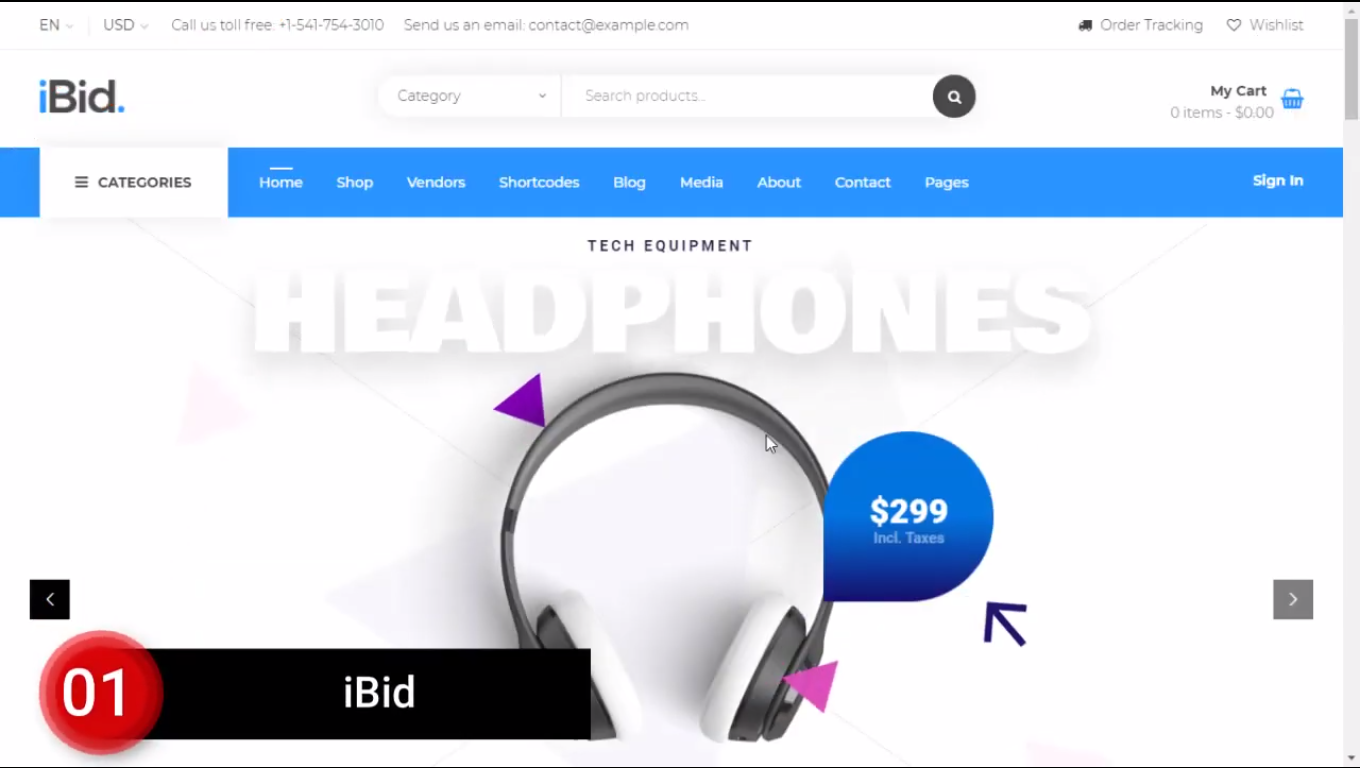 EN USD Call us toll free: +1-541-754-3010 Send us an email: contact@example.com Order Tracking Wishlist
iBid.
Category Search products...
My Cart
0 items - $0.00
CATEGORIES Home Shop Vendors Shortcodes Blog Media About Contact Pages Sign In
TECH EQUIPMENT
HEADPHONES
$299
Incl. Taxes
01 iBid